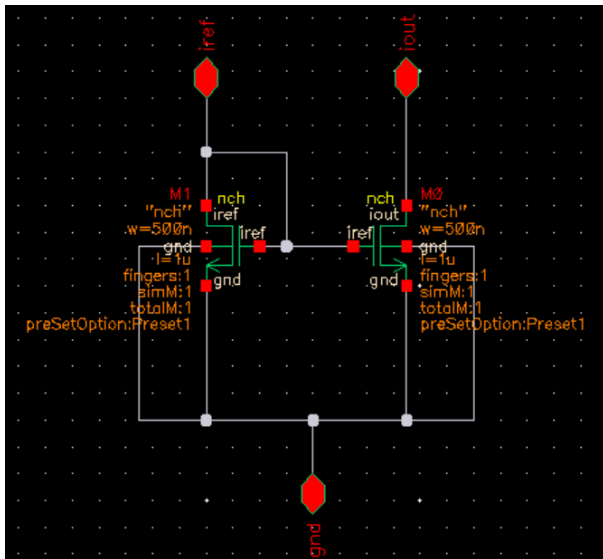 iref
iout
M1
nch
"nch"
iref
w=500n
iref
gnd
l=1u
gnd
fingers:1
simM:1
totalM:1
preSetOption:Preset1
nch
M0
iout
"nch"
w=500n
iref
gnd
l=1u
gnd
fingers:1
simM:1
totalM:1
preSetOption:Preset1
gnd